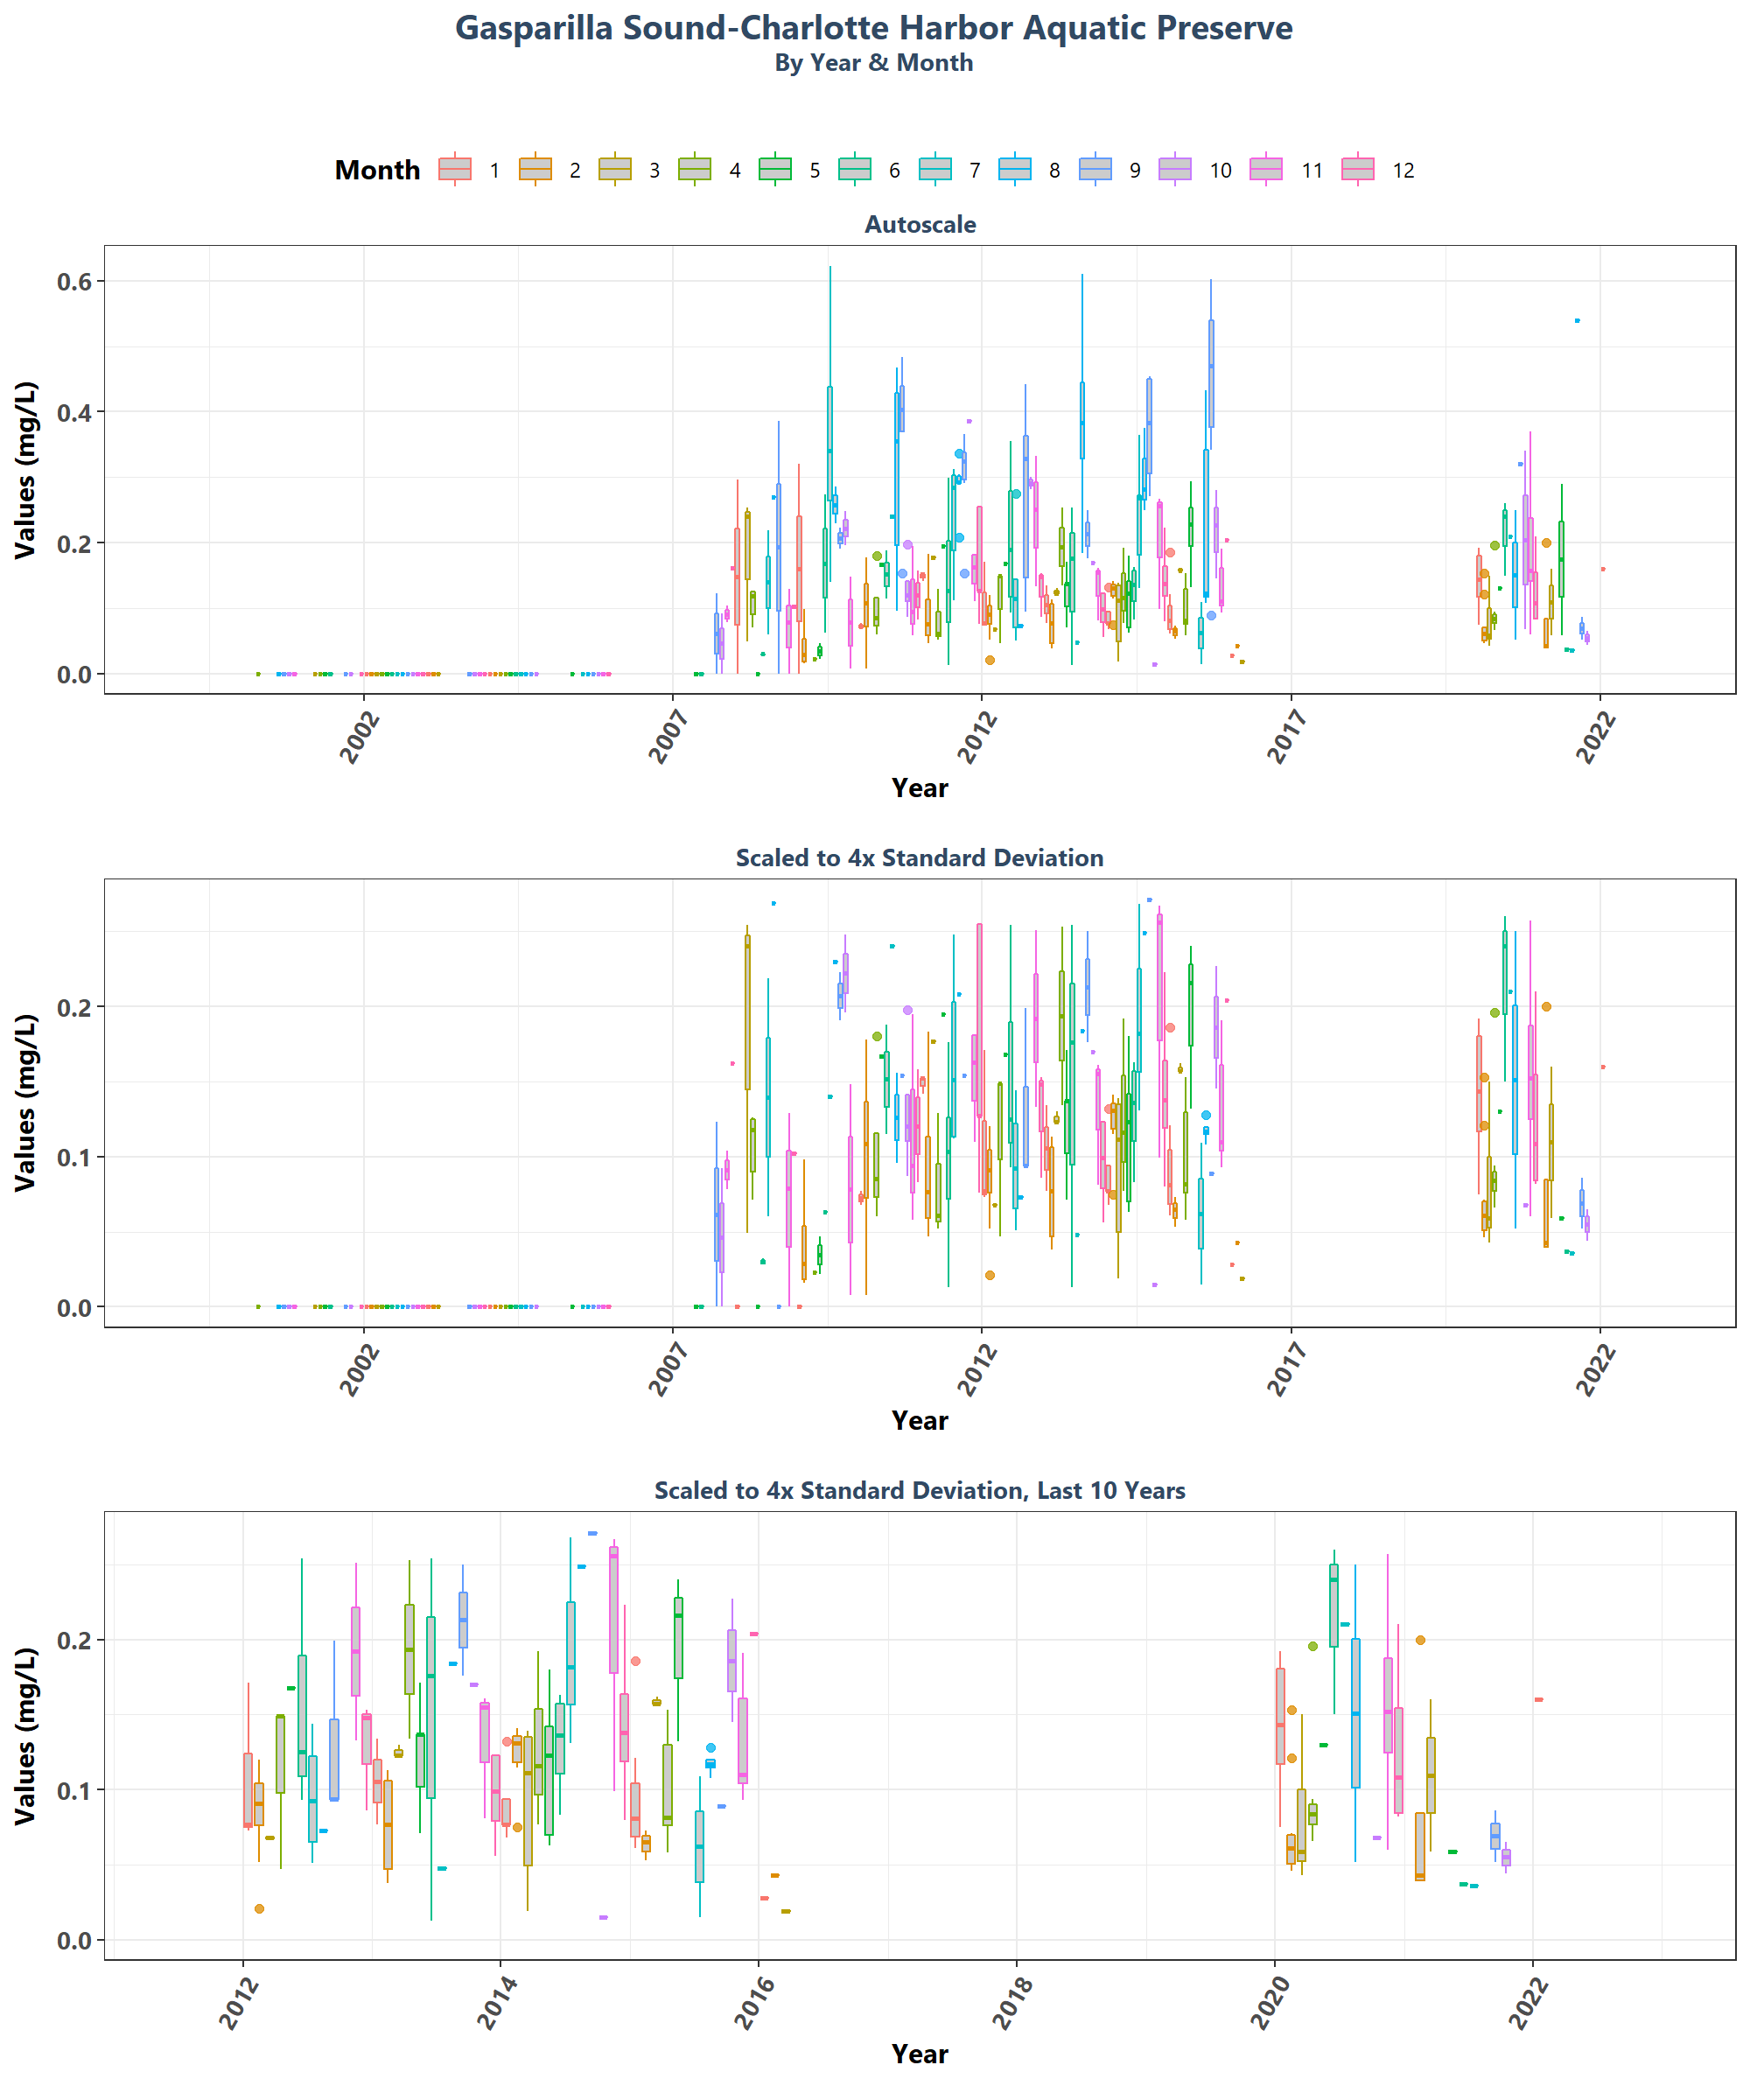 Gasparilla Sound-Charlotte Harbor Aquatic Preserve
By Year & Month
Month 1 2 3 4 5 6 7 8 9 10 11 12
Autoscale
Values (mg/L)
0.6
0.4
0.2
0.0
2002 2007 2012 2017 2022
Year
Scaled to 4x Standard Deviation
Values (mg/L)
0.2
0.1
0.0
2002 2007 2012 2017 2022
Year
Scaled to 4x Standard Deviation, Last 10 Years
Values (mg/L)
0.2
0.1
0.0
2012 2014 2016 2018 2020 2022
Year